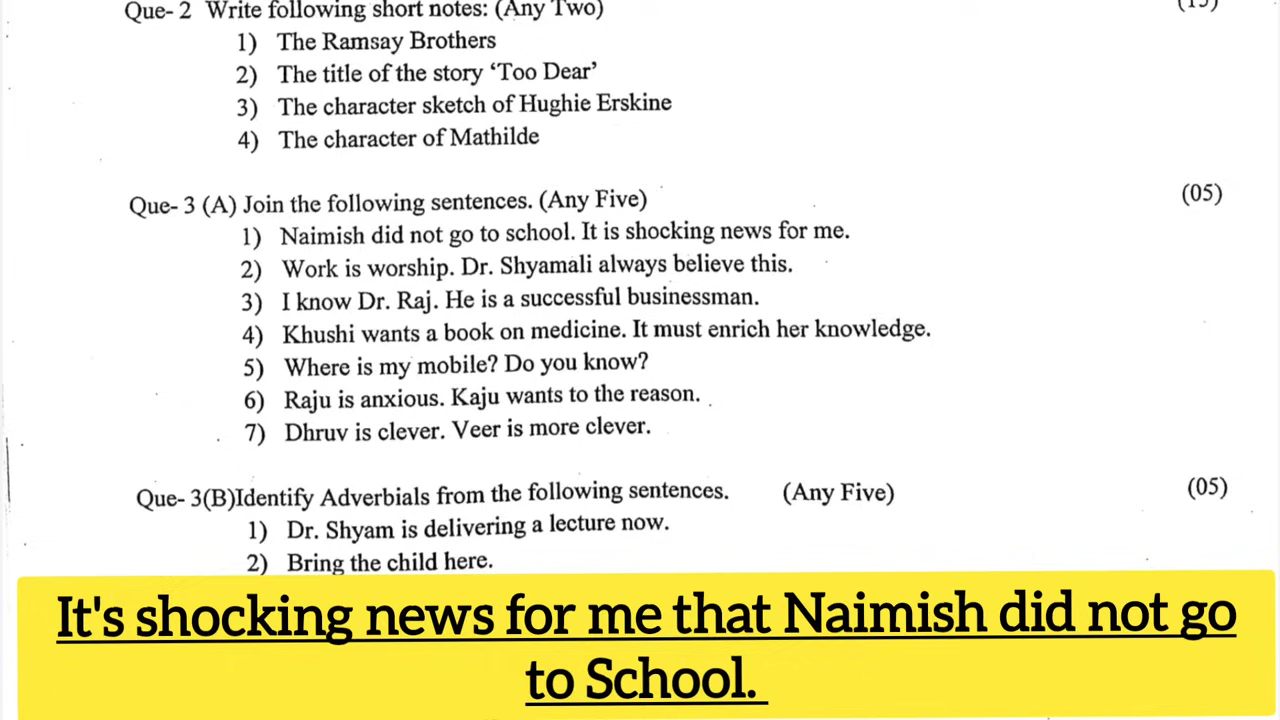 Que- 2 Write following short notes: (Any Two) (15)
1) The Ramsay Brothers
2) The title of the story ‘Too Dear’
3) The character sketch of Hughie Erskine
4) The character of Mathilde
Que- 3 (A) Join the following sentences. (Any Five) (05)
1) Naimish did not go to school. It is shocking news for me.
2) Work is worship. Dr. Shyamali always believe this.
3) I know Dr. Raj. He is a successful businessman.
4) Khushi wants a book on medicine. It must enrich her knowledge.
5) Where is my mobile? Do you know?
6) Raju is anxious. Kaju wants to the reason.
7) Dhruv is clever. Veer is more clever.
Que- 3(B)Identify Adverbials from the following sentences. (Any Five) (05)
1) Dr. Shyam is delivering a lecture now.
2) Bring the child here.
It's shocking news for me that Naimish did not go
to School.